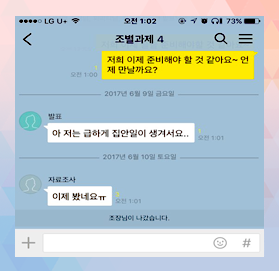 LG U+ 오전 1:02 73%
조별과제 4
저희 이제 준비해야 할 것 같아요~ 언
제 만날까요?
오전 1:00
2017년 6월 9일 금요일
발표
아 저는 급하게 집안일이 생겨서요..
오전 1:01
2017년 6월 10일 토요일
자료조사
이제 봤네요ㅠ
오전 1:01
조장님이 나갔습니다.
+ #